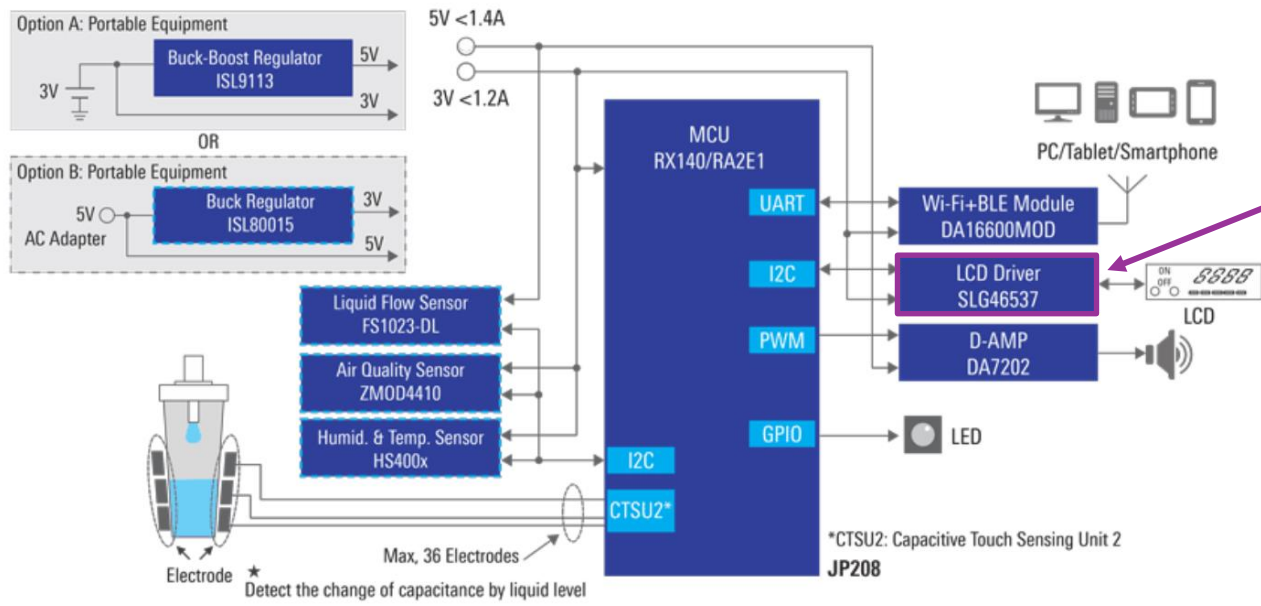 Option A: Portable Equipment
Buck-Boost Regulator
ISL9113
3V
5V
3V
OR
Option B: Portable Equipment
5V
AC Adapter
Buck Regulator
ISL80015
3V
5V
5V <1.4A
3V <1.2A
MCU
RX140/RA2E1
UART
I2C
PWM
GPIO
I2C
CTSU2*
PC/Tablet/Smartphone
Wi-Fi+BLE Module
DA16600MOD
LCD Driver
SLG46537
ON
OFF
8888
LCD
D-AMP
DA7202
LED
Liquid Flow Sensor
FS1023-DL
Air Quality Sensor
ZMOD4410
Humid. & Temp. Sensor
HS400x
Max, 36 Electrodes
Electrode
★
Detect the change of capacitance by liquid level
*CTSU2: Capacitive Touch Sensing Unit 2
JP208